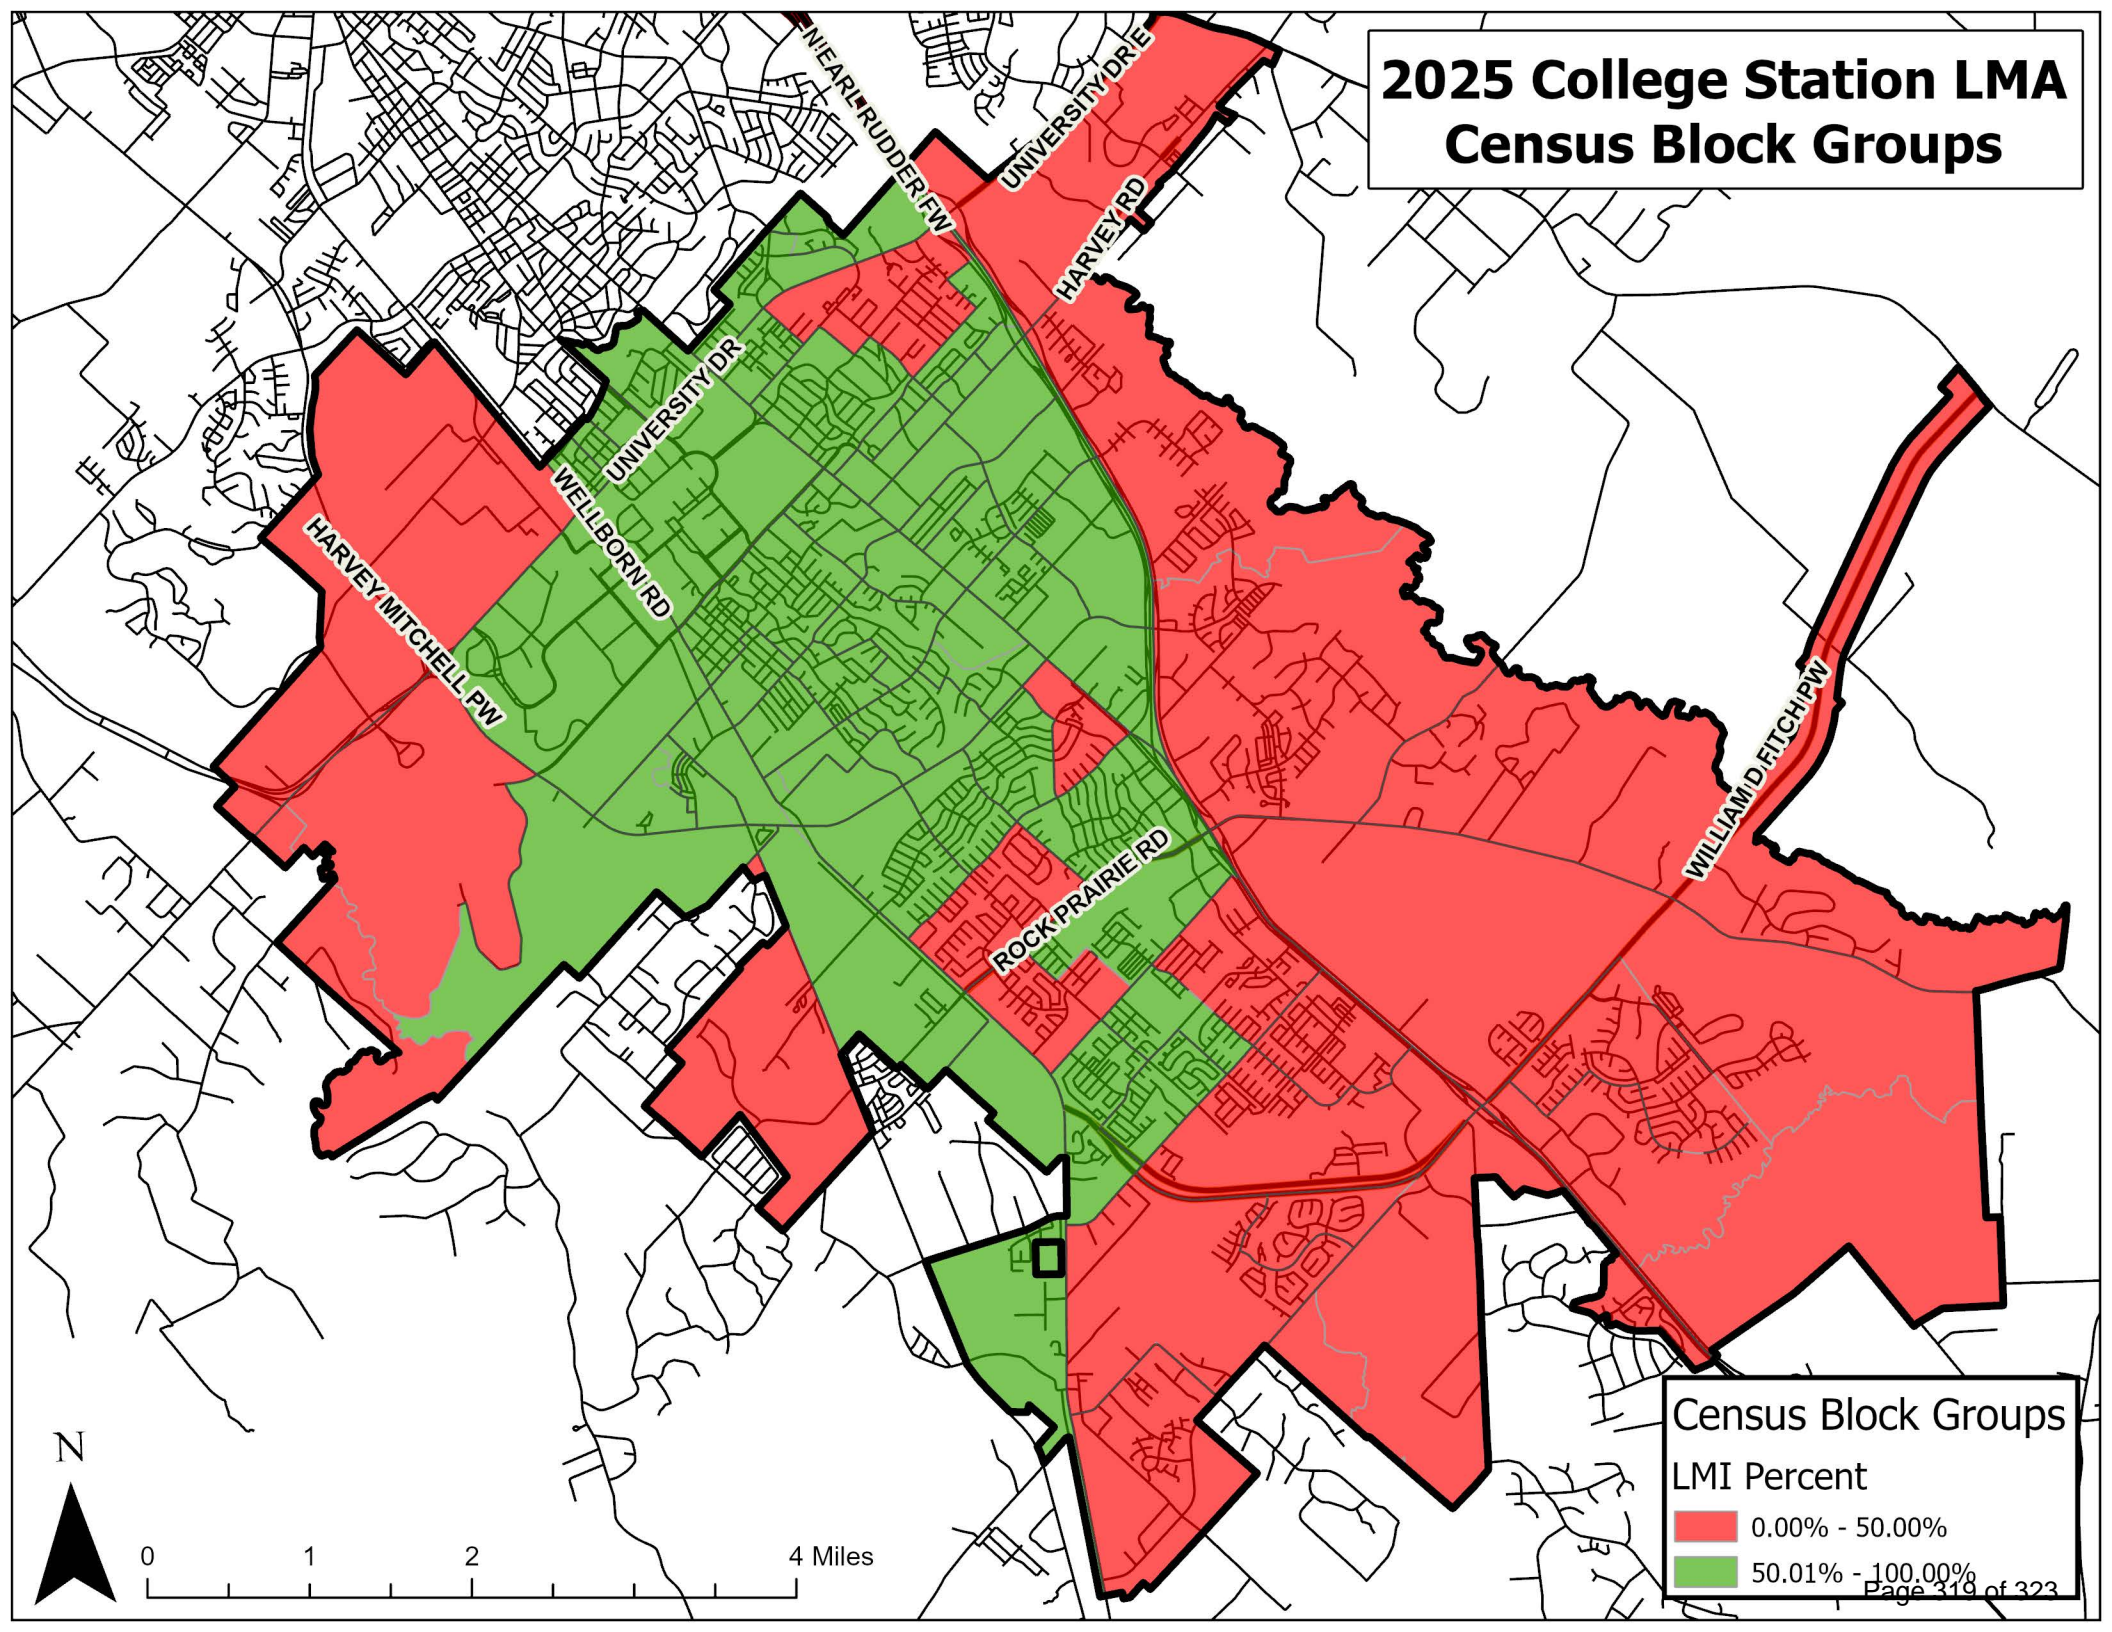 2025 College Station LMA
Census Block Groups
N EARL RUDDER FW
UNIVERSITY DR E
HARVEY RD
UNIVERSITY DR
WELLBORN RD
HARVEY MITCHELL PW
WILLIAM D FITCH PW
ROCK PRAIRIE RD
Census Block Groups
LMI Percent
0.00% - 50.00%
50.01% - 100.00%
Page 319 of 323
N
0 1 2 4 Miles